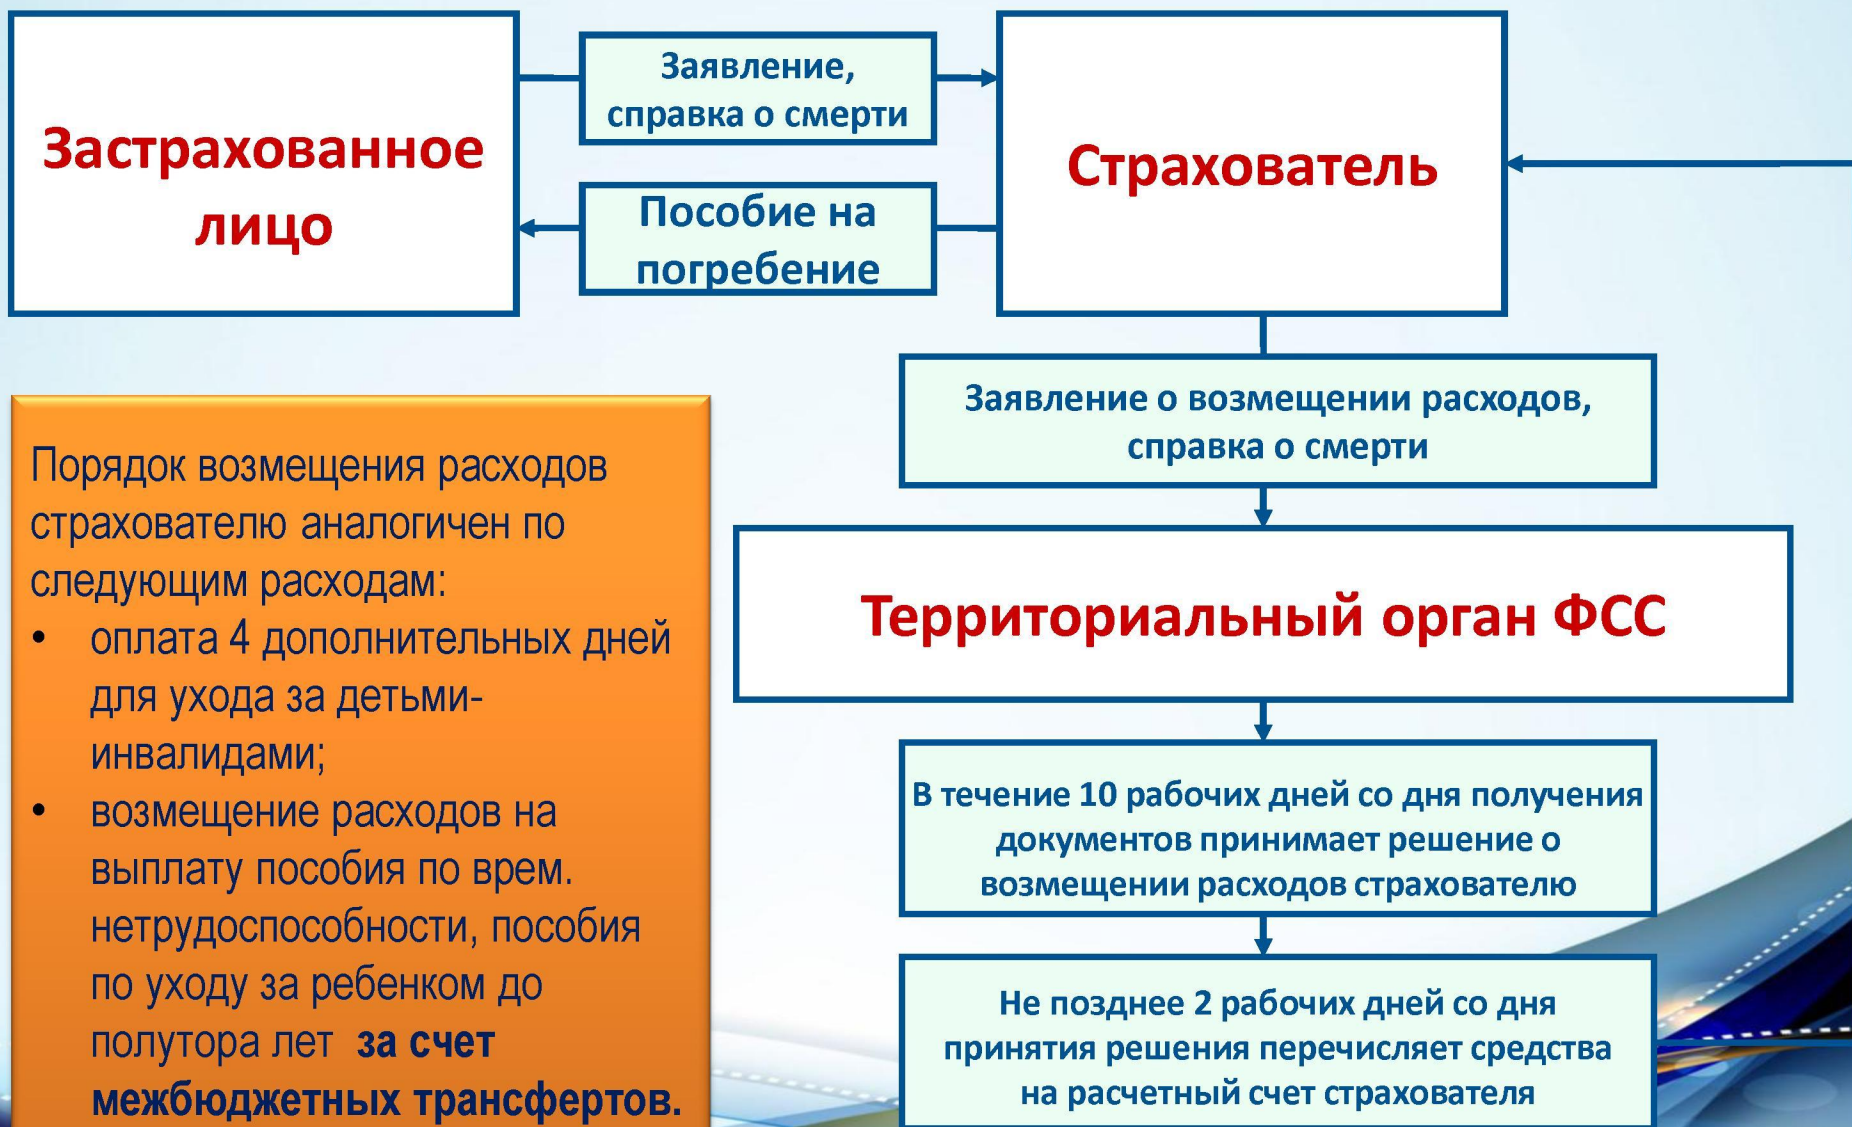 Застрахованное
лицо
Заявление,
справка о смерти
Пособие на
погребение
Страхователь
Заявление о возмещении расходов,
справка о смерти
Территориальный орган ФСС
В течение 10 рабочих дней со дня получения
документов принимает решение о
возмещении расходов страхователю
Не позднее 2 рабочих дней со дня
принятия решения перечисляет средства
на расчетный счет страхователя
Порядок возмещения расходов
страхователю аналогичен по
следующим расходам:
• оплата 4 дополнительных дней
для ухода за детьми-
инвалидами;
• возмещение расходов на
выплату пособия по врем.
нетрудоспособности, пособия
по уходу за ребенком до
полутора лет за счет
межбюджетных трансфертов.